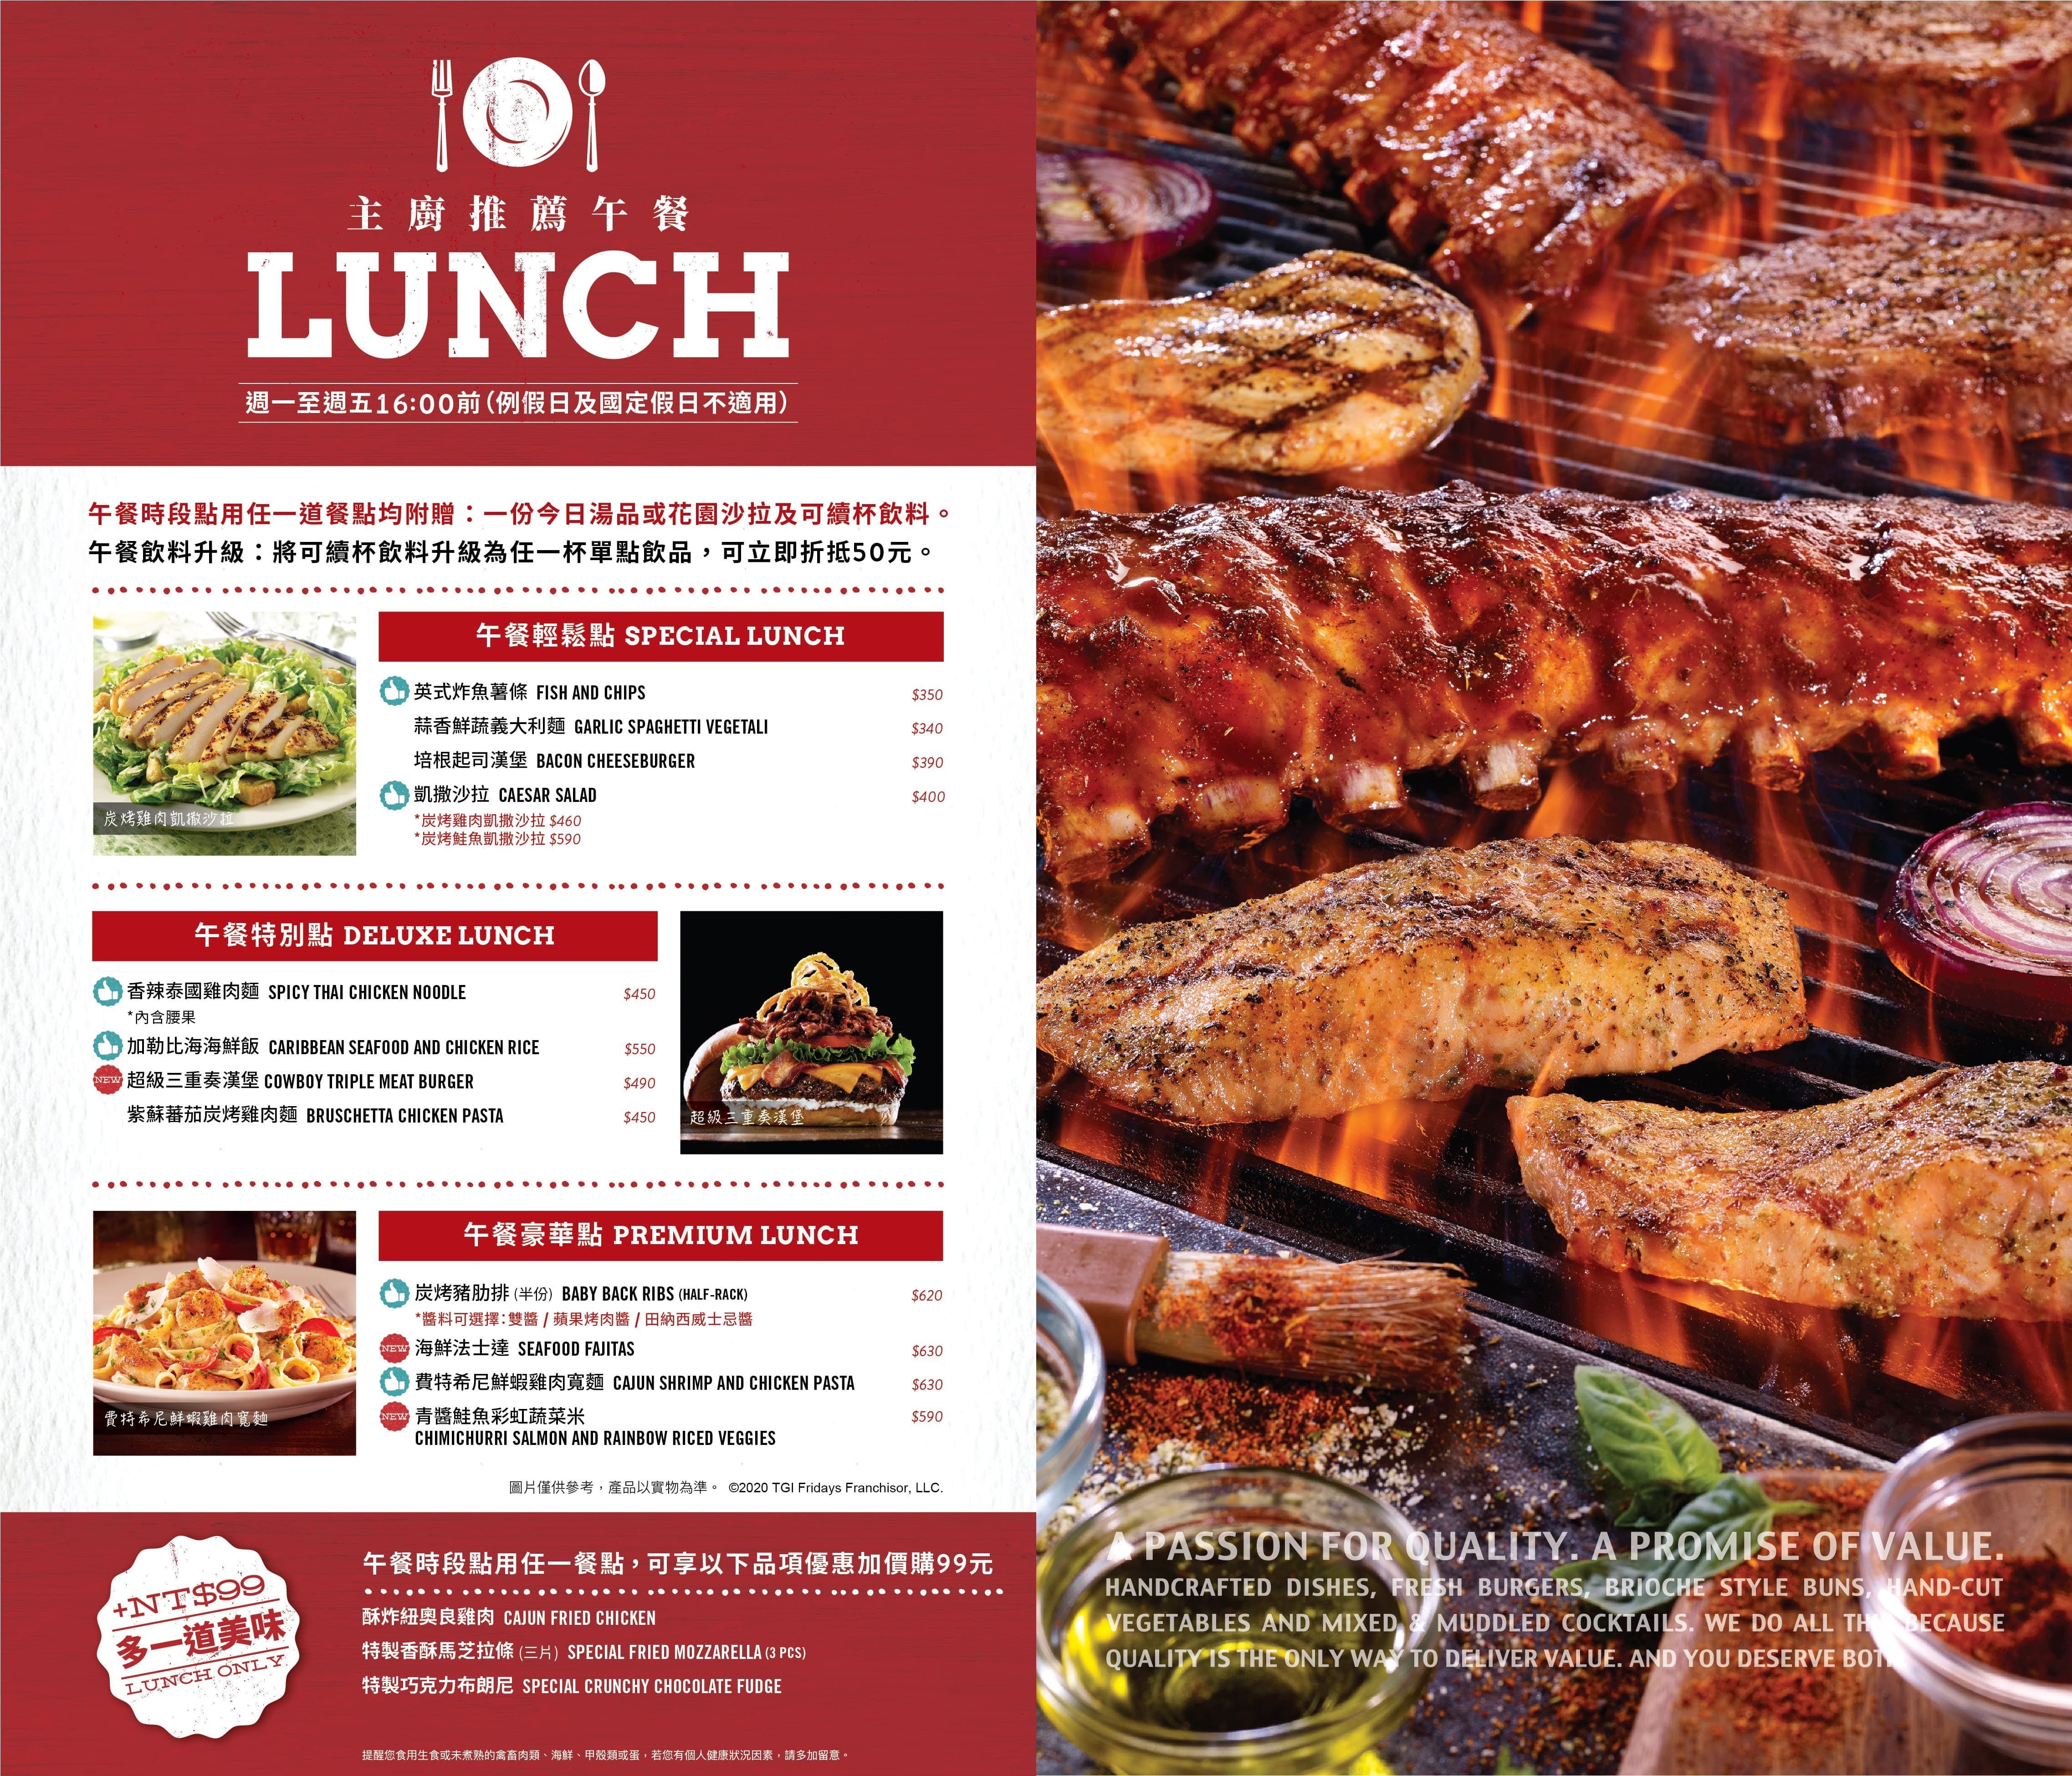 主廚推薦午餐
LUNCH
週一至週五16:00前(例假日及國定假日不適用)
午餐時段點用任一道餐點均附贈：一份今日湯品或花園沙拉及可續杯飲料。
午餐飲料升級：將可續杯飲料升級為任一杯單點飲品，可立即折抵50元。
炭烤雞肉凱撒沙拉
午餐輕鬆點 SPECIAL LUNCH
英式炸魚薯條 FISH AND CHIPS $350
蒜香鮮蔬義大利麵 GARLIC SPAGHETTI VEGETALI $340
培根起司漢堡 BACON CHEESEBURGER $390
凱撒沙拉 CAESAR SALAD $400
*炭烤雞肉凱撒沙拉 $460
*炭烤鮭魚凱撒沙拉 $590
午餐特別點 DELUXE LUNCH
香辣泰國雞肉麵 SPICY THAI CHICKEN NOODLE $450
*內含腰果
加勒比海海鮮飯 CARIBBEAN SEAFOOD AND CHICKEN RICE $550
NEW 超級三重奏漢堡 COWBOY TRIPLE MEAT BURGER $490
紫蘇蕃茄炭烤雞肉麵 BRUSCHETTA CHICKEN PASTA $450
超級三重奏漢堡
費特希尼鮮蝦雞肉寬麵
午餐豪華點 PREMIUM LUNCH
炭烤豬肋排 (半份) BABY BACK RIBS (HALF-RACK) $620
*醬料可選擇:雙醬 / 蘋果烤肉醬 / 田納西威士忌醬
NEW 海鮮法士達 SEAFOOD FAJITAS $630
費特希尼鮮蝦雞肉寬麵 CAJUN SHRIMP AND CHICKEN PASTA $630
NEW 青醬鮭魚彩虹蔬菜米 $590
CHIMICHURRI SALMON AND RAINBOW RICED VEGGIES
圖片僅供參考，產品以實物為準。 ©2020 TGI Fridays Franchisor, LLC.
+NT$99
多一道美味
LUNCH ONLY
午餐時段點用任一餐點，可享以下品項優惠加價購99元
酥炸紐奧良雞肉 CAJUN FRIED CHICKEN
特製香酥馬芝拉條 (三片) SPECIAL FRIED MOZZARELLA (3 PCS)
特製巧克力布朗尼 SPECIAL CRUNCHY CHOCOLATE FUDGE
提醒您食用生食或未煮熟的禽畜肉類、海鮮、甲殼類或蛋，若您有個人健康狀況因素，請多加留意。
A PASSION FOR QUALITY. A PROMISE OF VALUE.
HANDCRAFTED DISHES, FRESH BURGERS, BRIOCHE STYLE BUNS, HAND-CUT
VEGETABLES AND MIXED & MUDDLED COCKTAILS. WE DO ALL THIS BECAUSE
QUALITY IS THE ONLY WAY TO DELIVER VALUE. AND YOU DESERVE BOTH.